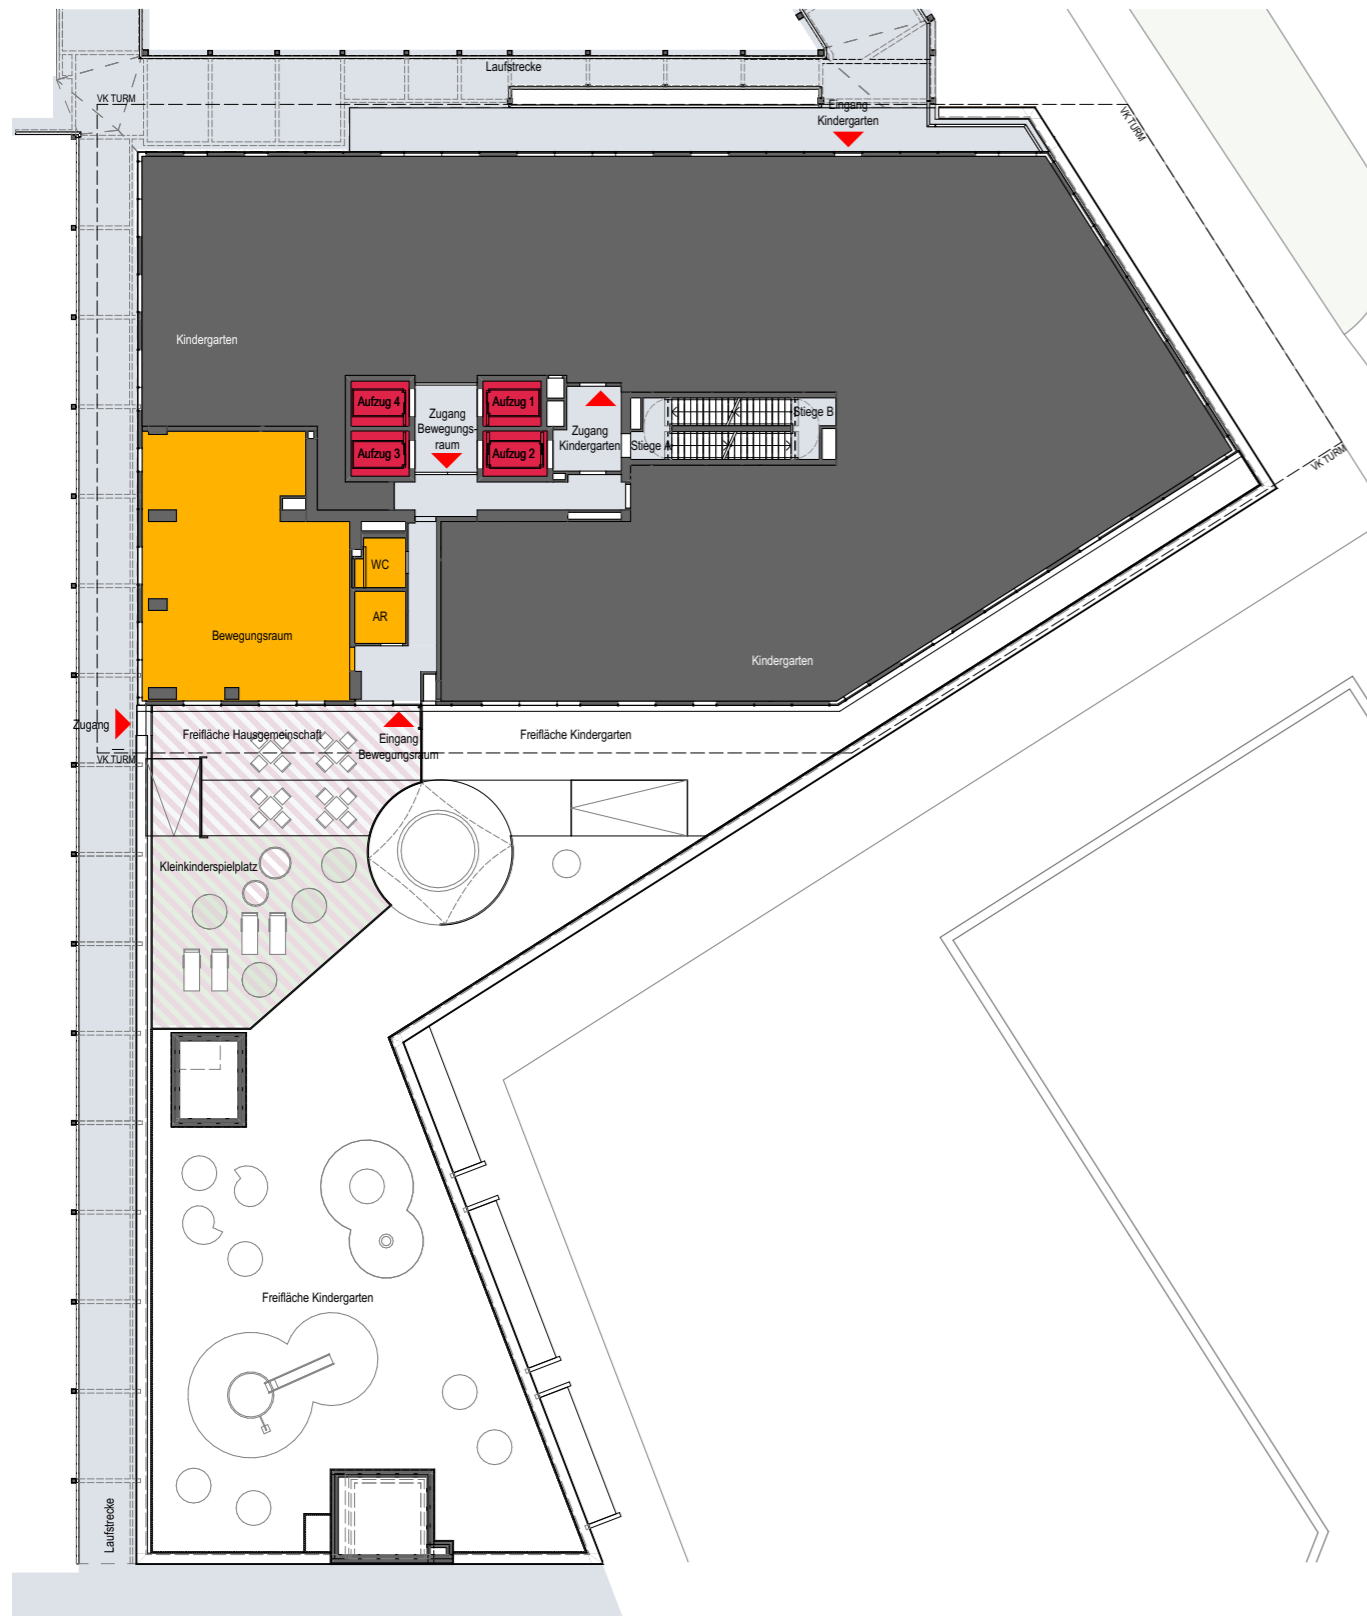 Laufstrecke
VK TURM
Eingang
Kindergarten
VK TURM
Kindergarten
Aufzug 4
Aufzug 1
Zugang
Bewegungs-
raum
Aufzug 3
Aufzug 2
Zugang
Kindergarten
Stiege A
Stiege B
VK TURM
WC
AR
Bewegungsraum
Kindergarten
Zugang
Freifläche Hausgemeinschaft
Eingang
Bewegungsraum
Freifläche Kindergarten
VK TURM
Kleinkinderspielplatz
Freifläche Kindergarten
Laufstrecke